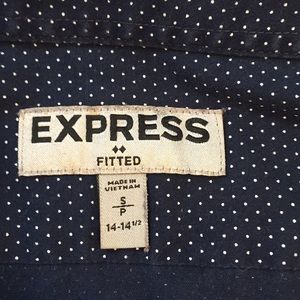 EXPRESS
FITTED
MADE IN
VIETNAM
S
P
14-14 1/2